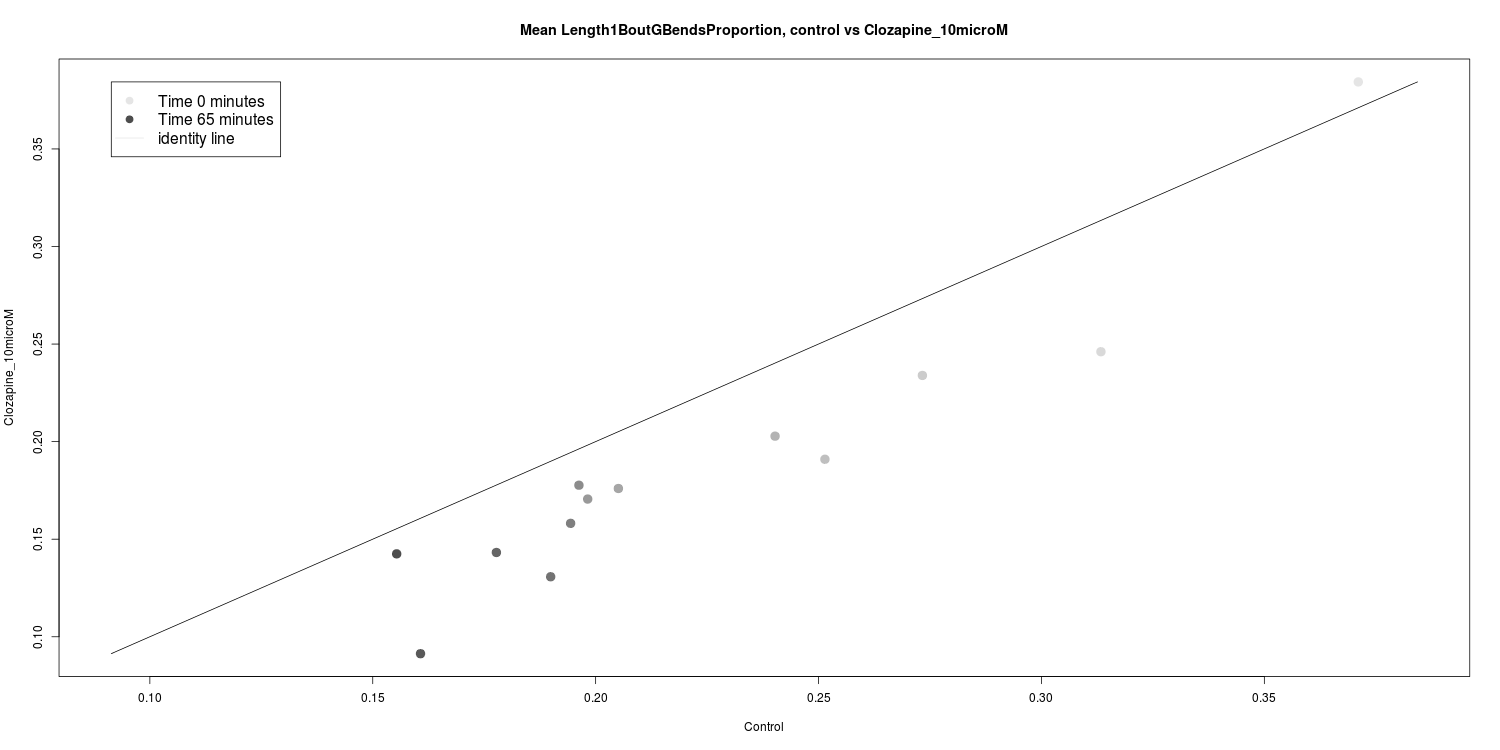 Mean Length1BoutGBendsProportion, control vs Clozapine_10microM
Time 0 minutes
Time 65 minutes
identity line
Clozapine_10microM
0.35
0.30
0.25
0.20
0.15
0.10
0.10 0.15 0.20 0.25 0.30 0.35
Control